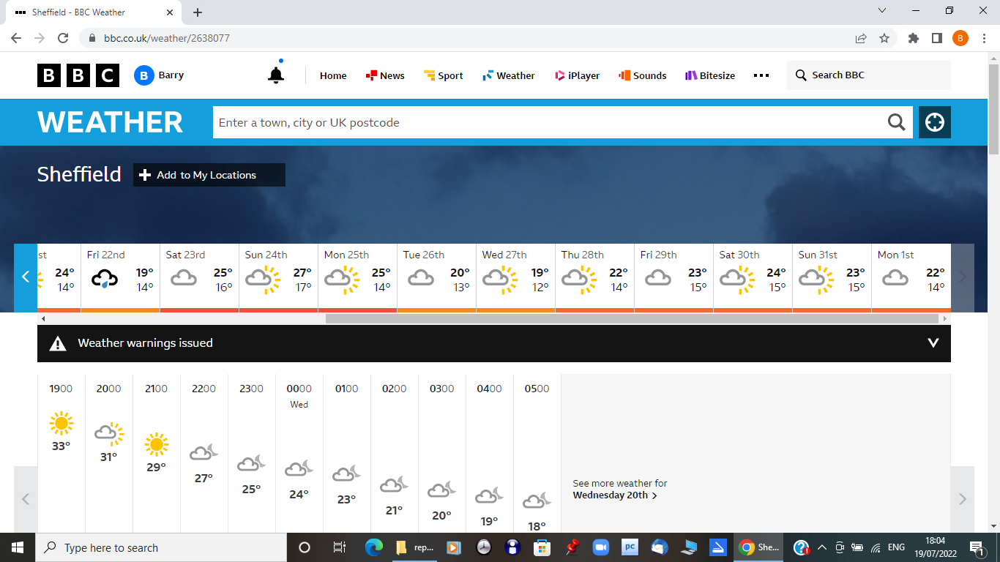 Sheffield - BBC Weather
bbc.co.uk/weather/2638077
B
BBC
B Barry
Home News Sport Weather iPlayer Sounds Bitesize
Search BBC
WEATHER
Enter a town, city or UK postcode
Sheffield
Add to My Locations
st Fri 22nd Sat 23rd Sun 24th Mon 25th Tue 26th Wed 27th Thu 28th Fri 29th Sat 30th Sun 31st Mon 1st
24° 19° 25° 27° 25° 20° 19° 22° 23° 24° 23° 22°
14° 14° 16° 17° 14° 13° 12° 14° 15° 15° 15° 14°
Weather warnings issued
1900 2000 2100 2200 2300 0000 0100 0200 0300 0400 0500
Wed
33° 31° 29° 27° 25° 24° 23° 21° 20° 19° 18°
See more weather for
Wednesday 20th
Type here to search
rep...
pc
She...
ENG
18:04
19/07/2022
1